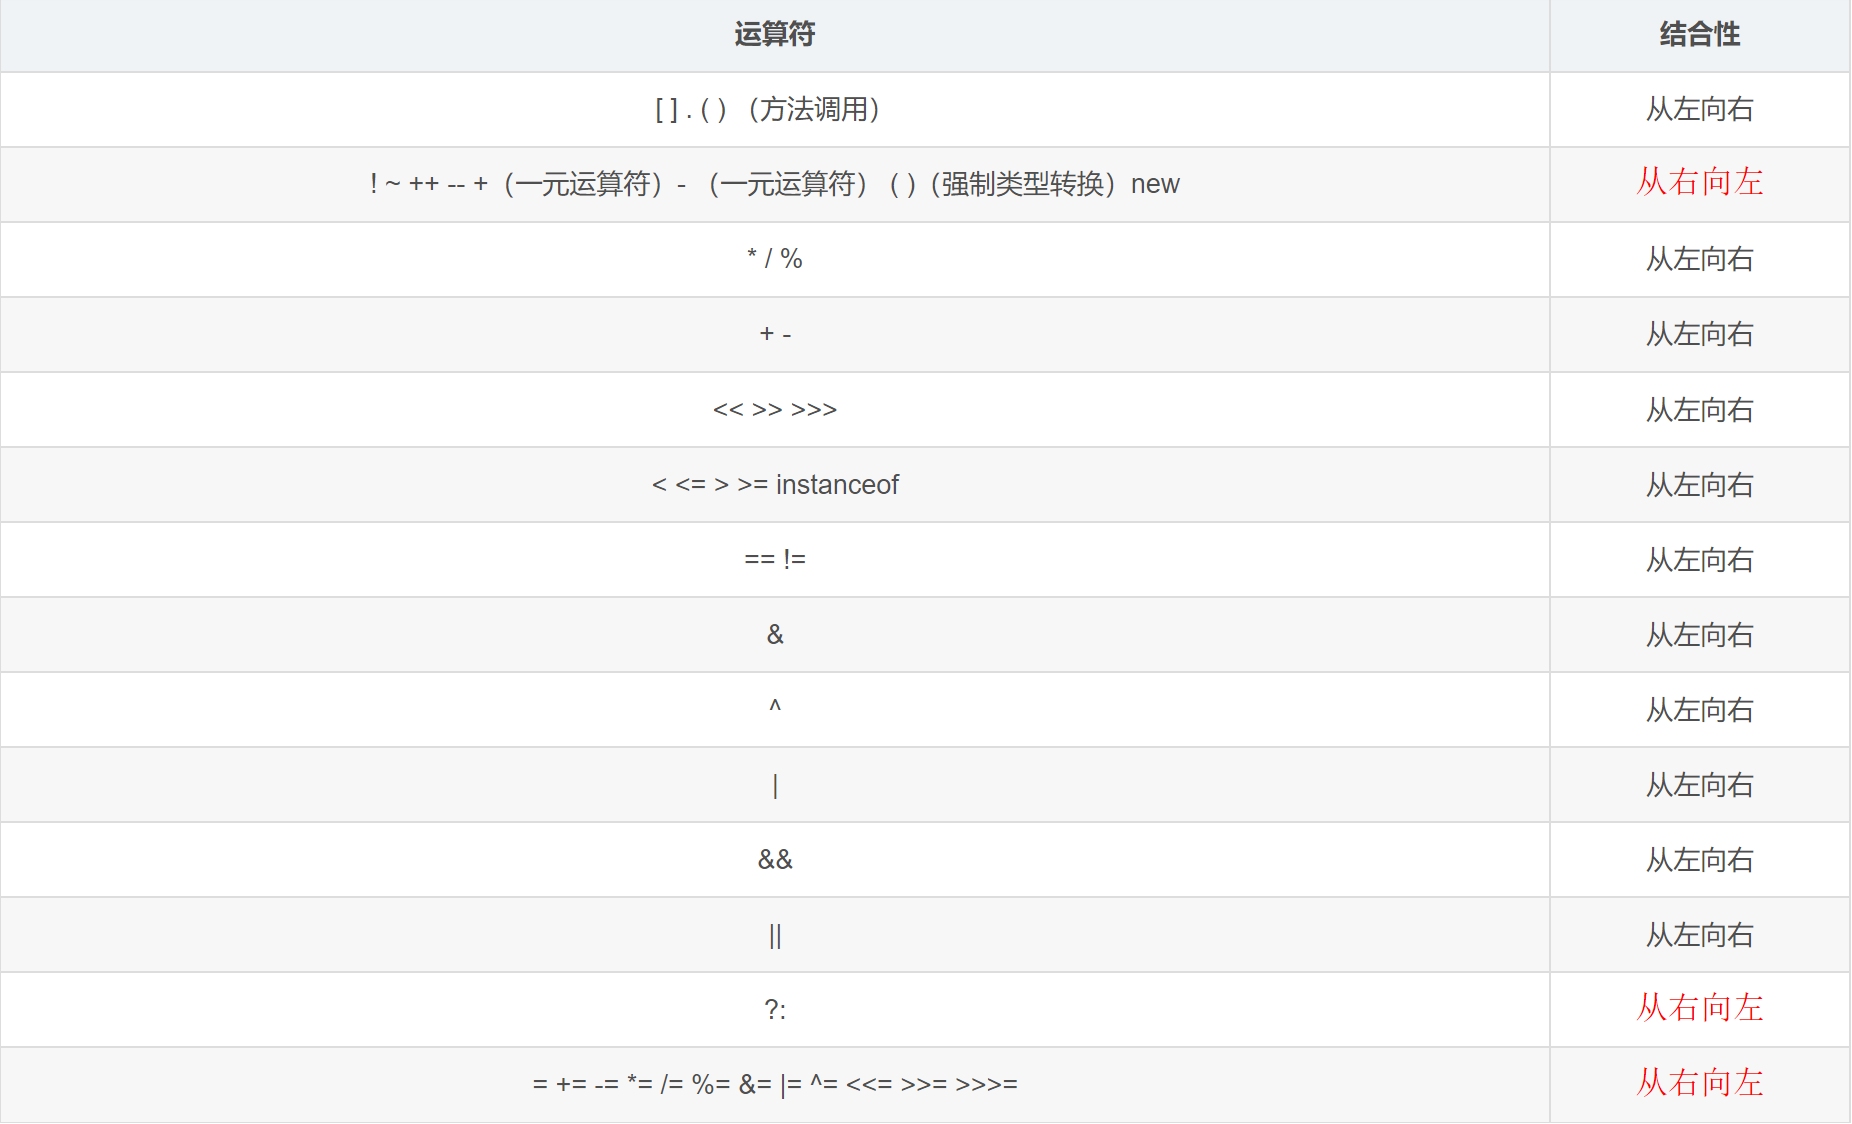 运算符 结合性
[ ] . ( ) （方法调用） 从左向右
! ~ ++ -- +（一元运算符）- （一元运算符） ( )（强制类型转换）new 从右向左
* / % 从左向右
+ - 从左向右
<< >> >>> 从左向右
< <= > >= instanceof 从左向右
== != 从左向右
& 从左向右
^ 从左向右
| 从左向右
&& 从左向右
|| 从左向右
?: 从右向左
= += -= *= /= %= &= |= ^= <<= >>= >>>= 从右向左